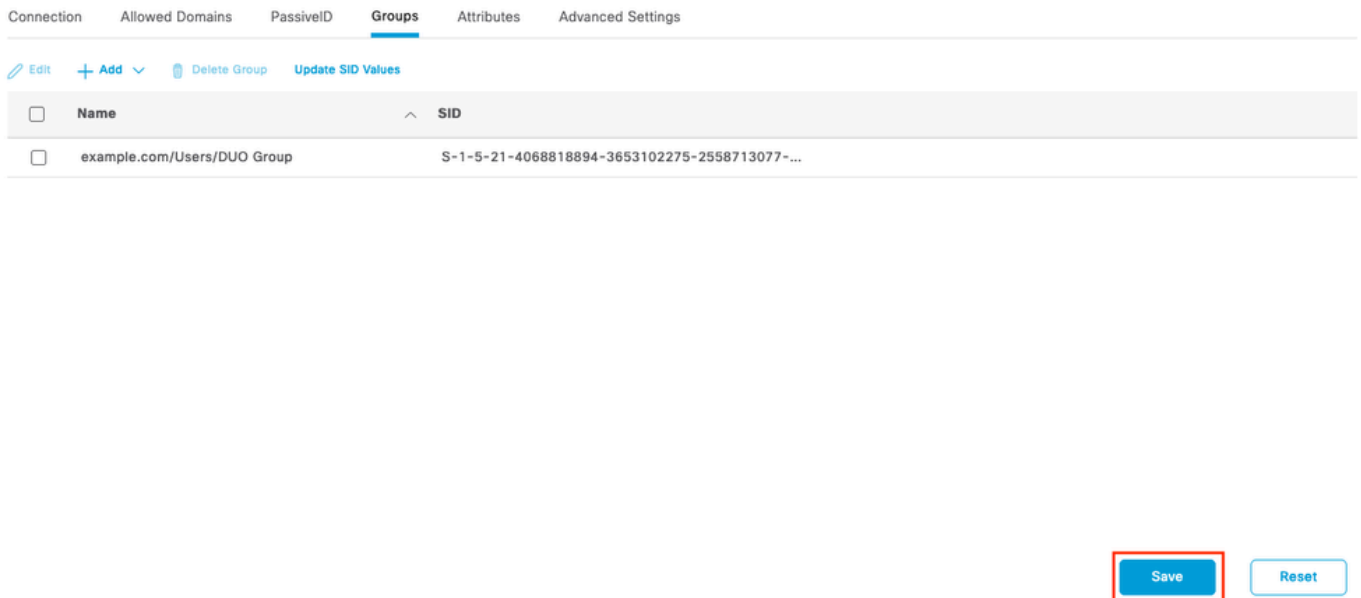 Connection Allowed Domains PassiveID Groups Attributes Advanced Settings
Edit Add Delete Group Update SID Values
Name SID
example.com/Users/DUO Group S-1-5-21-4068818894-3653102275-2558713077-...
Save Reset